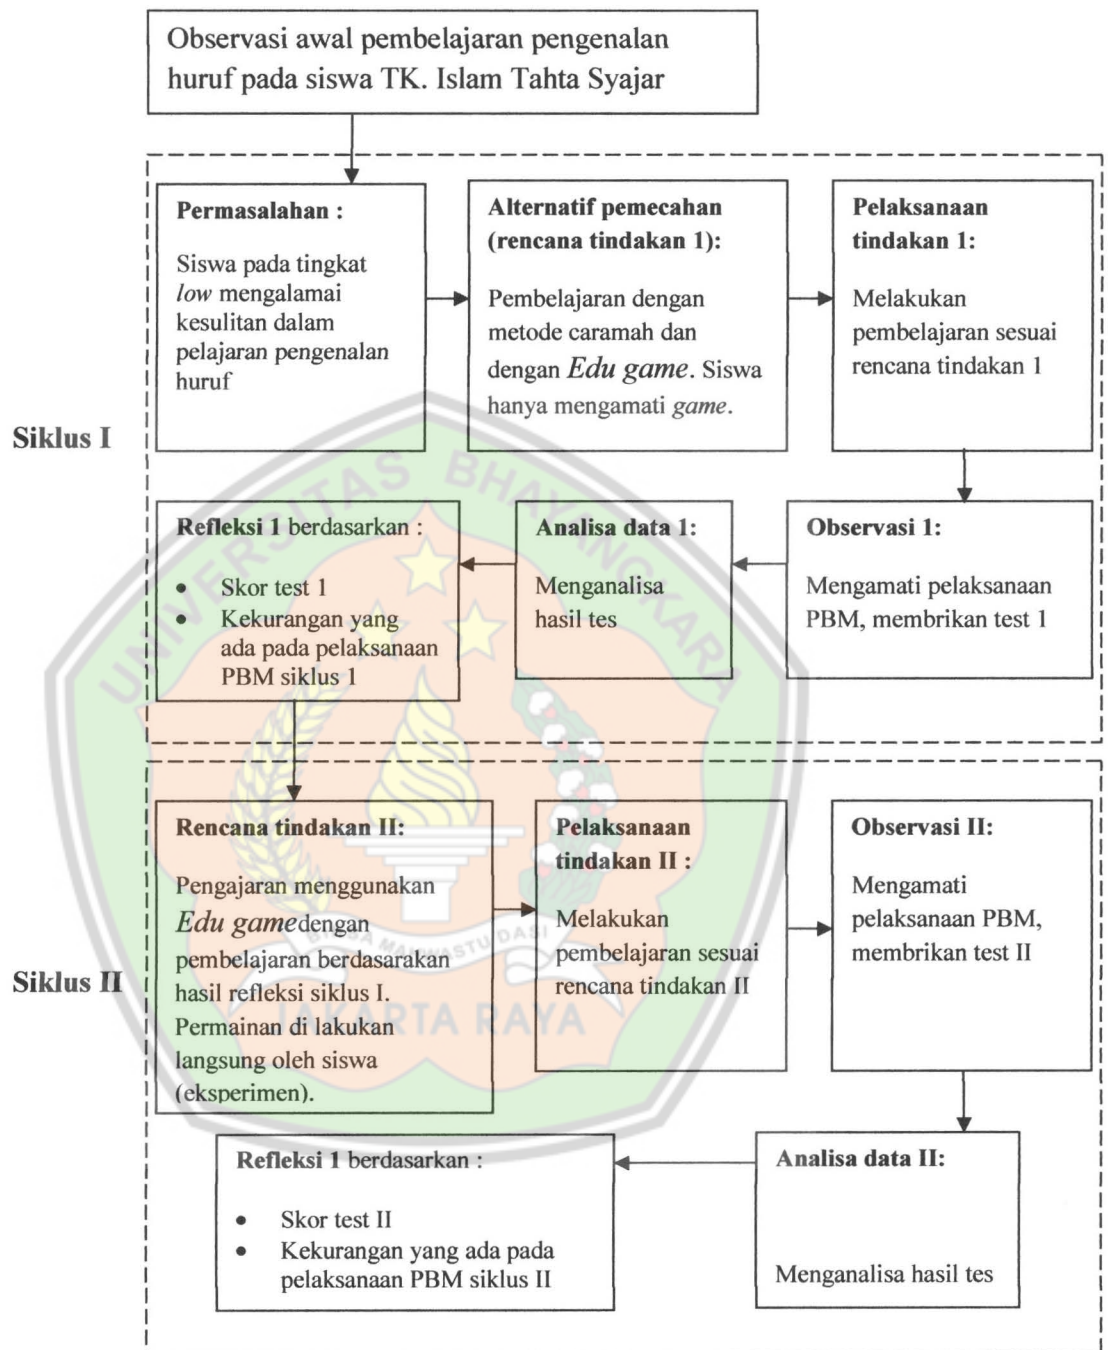 Observasi awal pembelajaran pengenalan
huruf pada siswa TK. Islam Tahta Syajar
Siklus I
Permasalahan :
Siswa pada tingkat
low mengalamai
kesulitan dalam
pelajaran pengenalan
huruf
Alternatif pemecahan
(rencana tindakan 1):
Pembelajaran dengan
metode caramah dan
dengan Edu game. Siswa
hanya mengamati game.
Pelaksanaan
tindakan 1:
Melakukan
pembelajaran sesuai
rencana tindakan 1
Observasi 1:
Mengamati pelaksanaan
PBM, membrikan test 1
Analisa data 1:
Menganalisa
hasil tes
Refleksi 1 berdasarkan :
• Skor test 1
• Kekurangan yang
ada pada pelaksanaan
PBM siklus 1
Siklus II
Rencana tindakan II:
Pengajaran menggunakan
Edu gamedengan
pembelajaran berdasarakan
hasil refleksi siklus I.
Permainan di lakukan
langsung oleh siswa
(eksperimen).
Pelaksanaan
tindakan II :
Melakukan
pembelajaran sesuai
rencana tindakan II
Observasi II:
Mengamati
pelaksanaan PBM,
membrikan test II
Analisa data II:
Menganalisa hasil tes
Refleksi 1 berdasarkan :
• Skor test II
• Kekurangan yang ada pada
pelaksanaan PBM siklus II
UNIVERSITAS BHAYANGKARA
JAKARTA RAYA